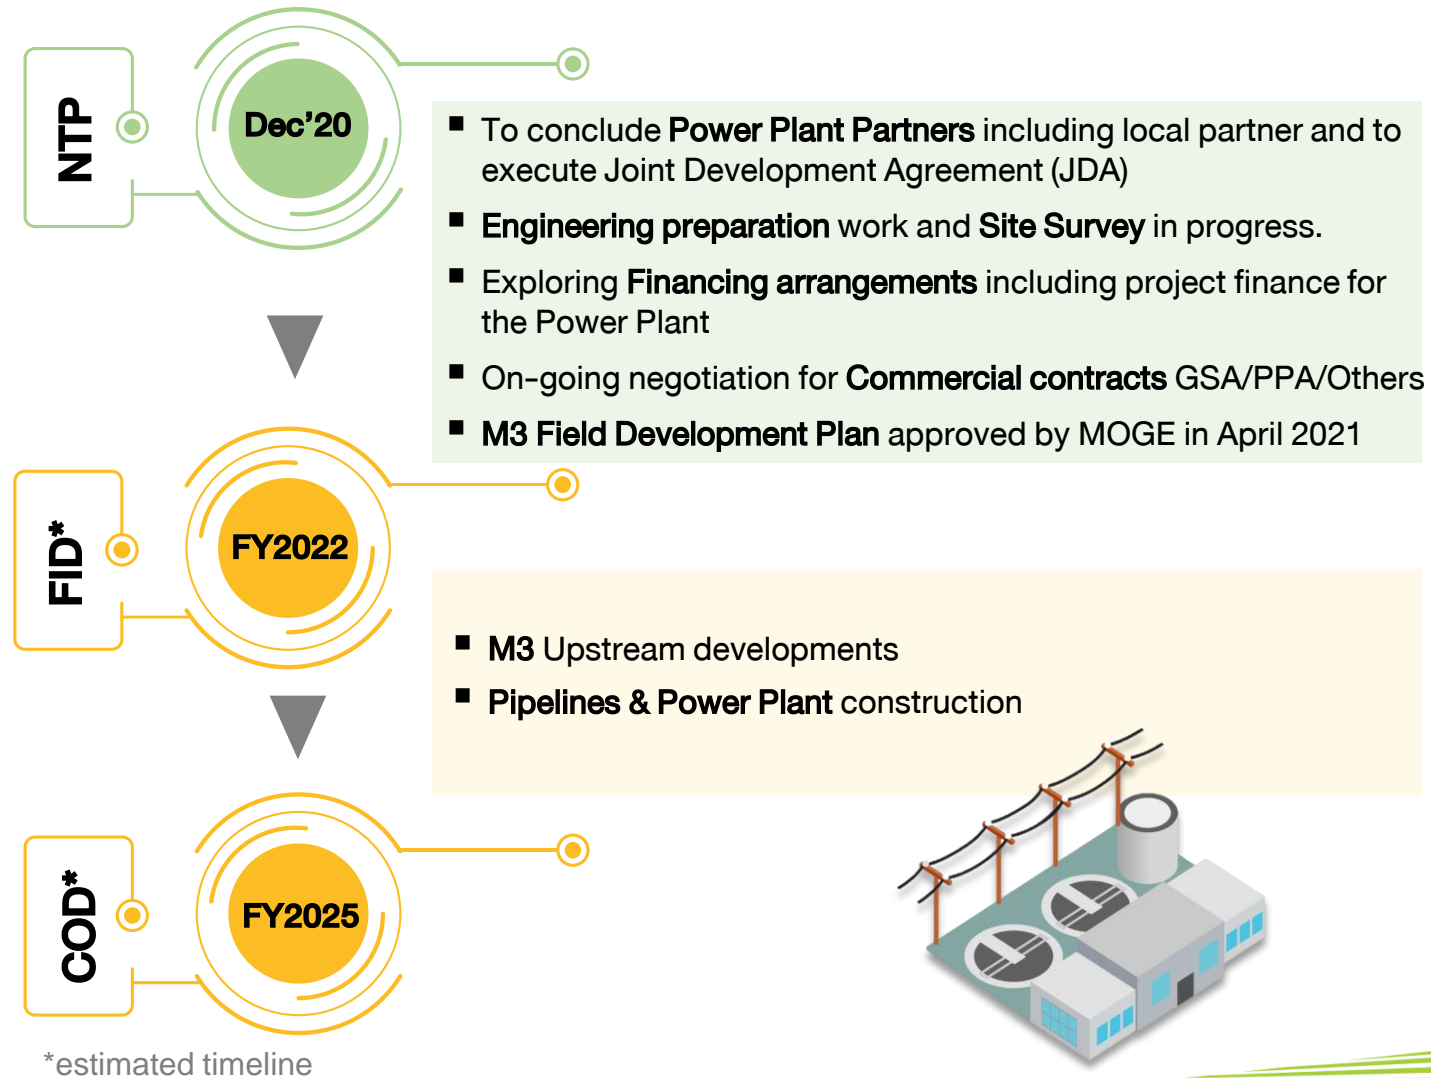 NTP
Dec’20
▪ To conclude Power Plant Partners including local partner and to
execute Joint Development Agreement (JDA)
▪ Engineering preparation work and Site Survey in progress.
▪ Exploring Financing arrangements including project finance for
the Power Plant
▪ On-going negotiation for Commercial contracts GSA/PPA/Others
▪ M3 Field Development Plan approved by MOGE in April 2021
FID*
FY2022
▪ M3 Upstream developments
▪ Pipelines & Power Plant construction
COD*
FY2025
*estimated timeline